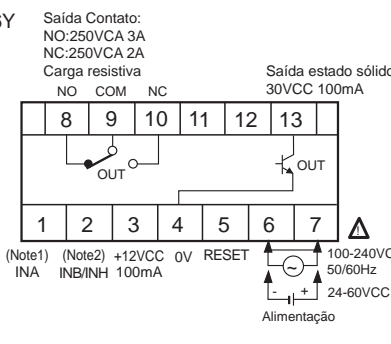 6Y
Saída Contato:
NO:250VCA 3A
NC:250VCA 2A
Carga resistiva
Saída estado sólido
30VCC 100mA
NO COM NC
8 9 10 11 12 13
OUT OUT
1 2 3 4 5 6 7
(Note1) (Note2) +12VCC 0V RESET
INA INB/INH 100mA
100-240VC
50/60Hz
- + 24-60VCC
Alimentação